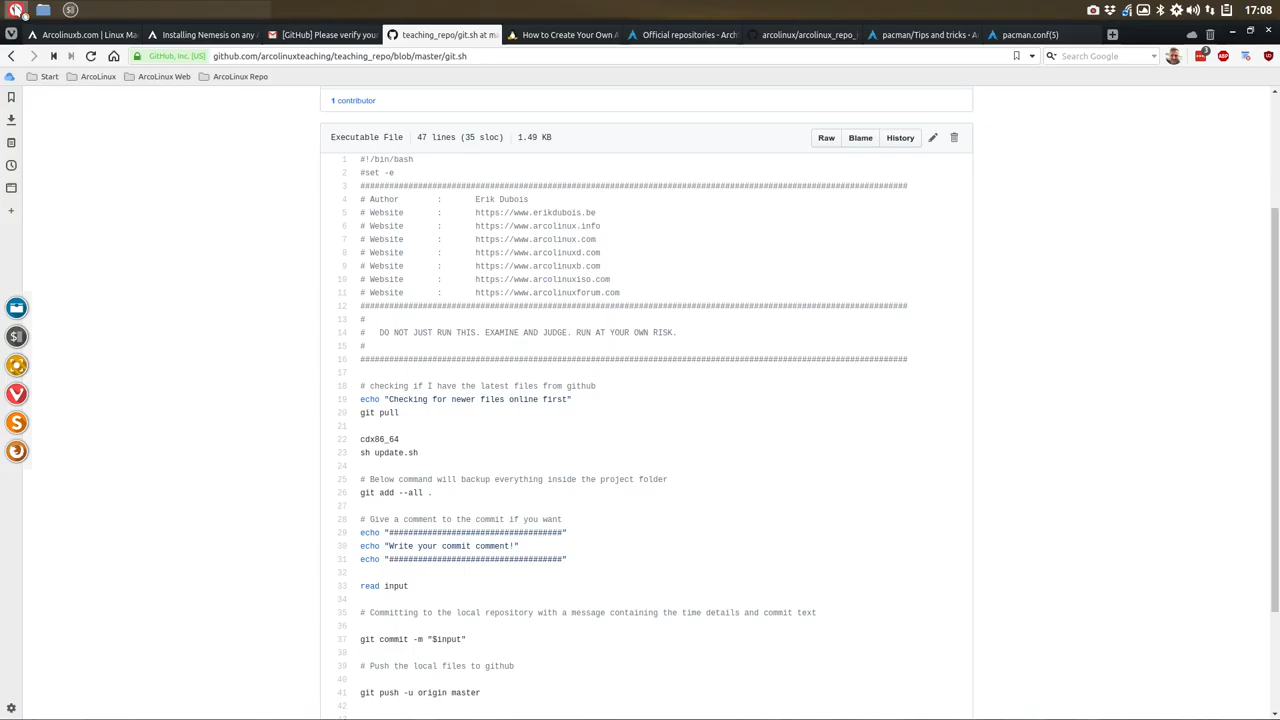 17:08
Arcolinuxb.com | Linux Mar
Installing Nemesis on any
[GitHub] Please verify your
teaching_repo/git.sh at ma
How to Create Your Own A
Official repositories - Arch
arcolinux/arcolinux_repo_i
pacman/Tips and tricks - A
pacman.conf(5)
GitHub, Inc. [US]
github.com/arcolinuxteaching/teaching_repo/blob/master/git.sh
Search Google
3
ABP
Start
ArcoLinux
ArcoLinux Web
ArcoLinux Repo
1 contributor
Executable File
47 lines (35 sloc)
1.49 KB
Raw
Blame
History
1 #!/bin/bash
2 #set -e
3 ##################################################################################################################
4 # Author : Erik Dubois
5 # Website : https://www.erikdubois.be
6 # Website : https://www.arcolinux.info
7 # Website : https://www.arcolinux.com
8 # Website : https://www.arcolinuxd.com
9 # Website : https://www.arcolinuxb.com
10 # Website : https://www.arcolinuxiso.com
11 # Website : https://www.arcolinuxforum.com
12 ##################################################################################################################
13 #
14 # DO NOT JUST RUN THIS. EXAMINE AND JUDGE. RUN AT YOUR OWN RISK.
15 #
16 ##################################################################################################################
17
18 # checking if I have the latest files from github
19 echo "Checking for newer files online first"
20 git pull
21
22 cdx86_64
23 sh update.sh
24
25 # Below command will backup everything inside the project folder
26 git add --all .
27
28 # Give a comment to the commit if you want
29 echo "####################################"
30 echo "Write your commit comment!"
31 echo "####################################"
32
33 read input
34
35 # Committing to the local repository with a message containing the time details and commit text
36
37 git commit -m "$input"
38
39 # Push the local files to github
40
41 git push -u origin master
42